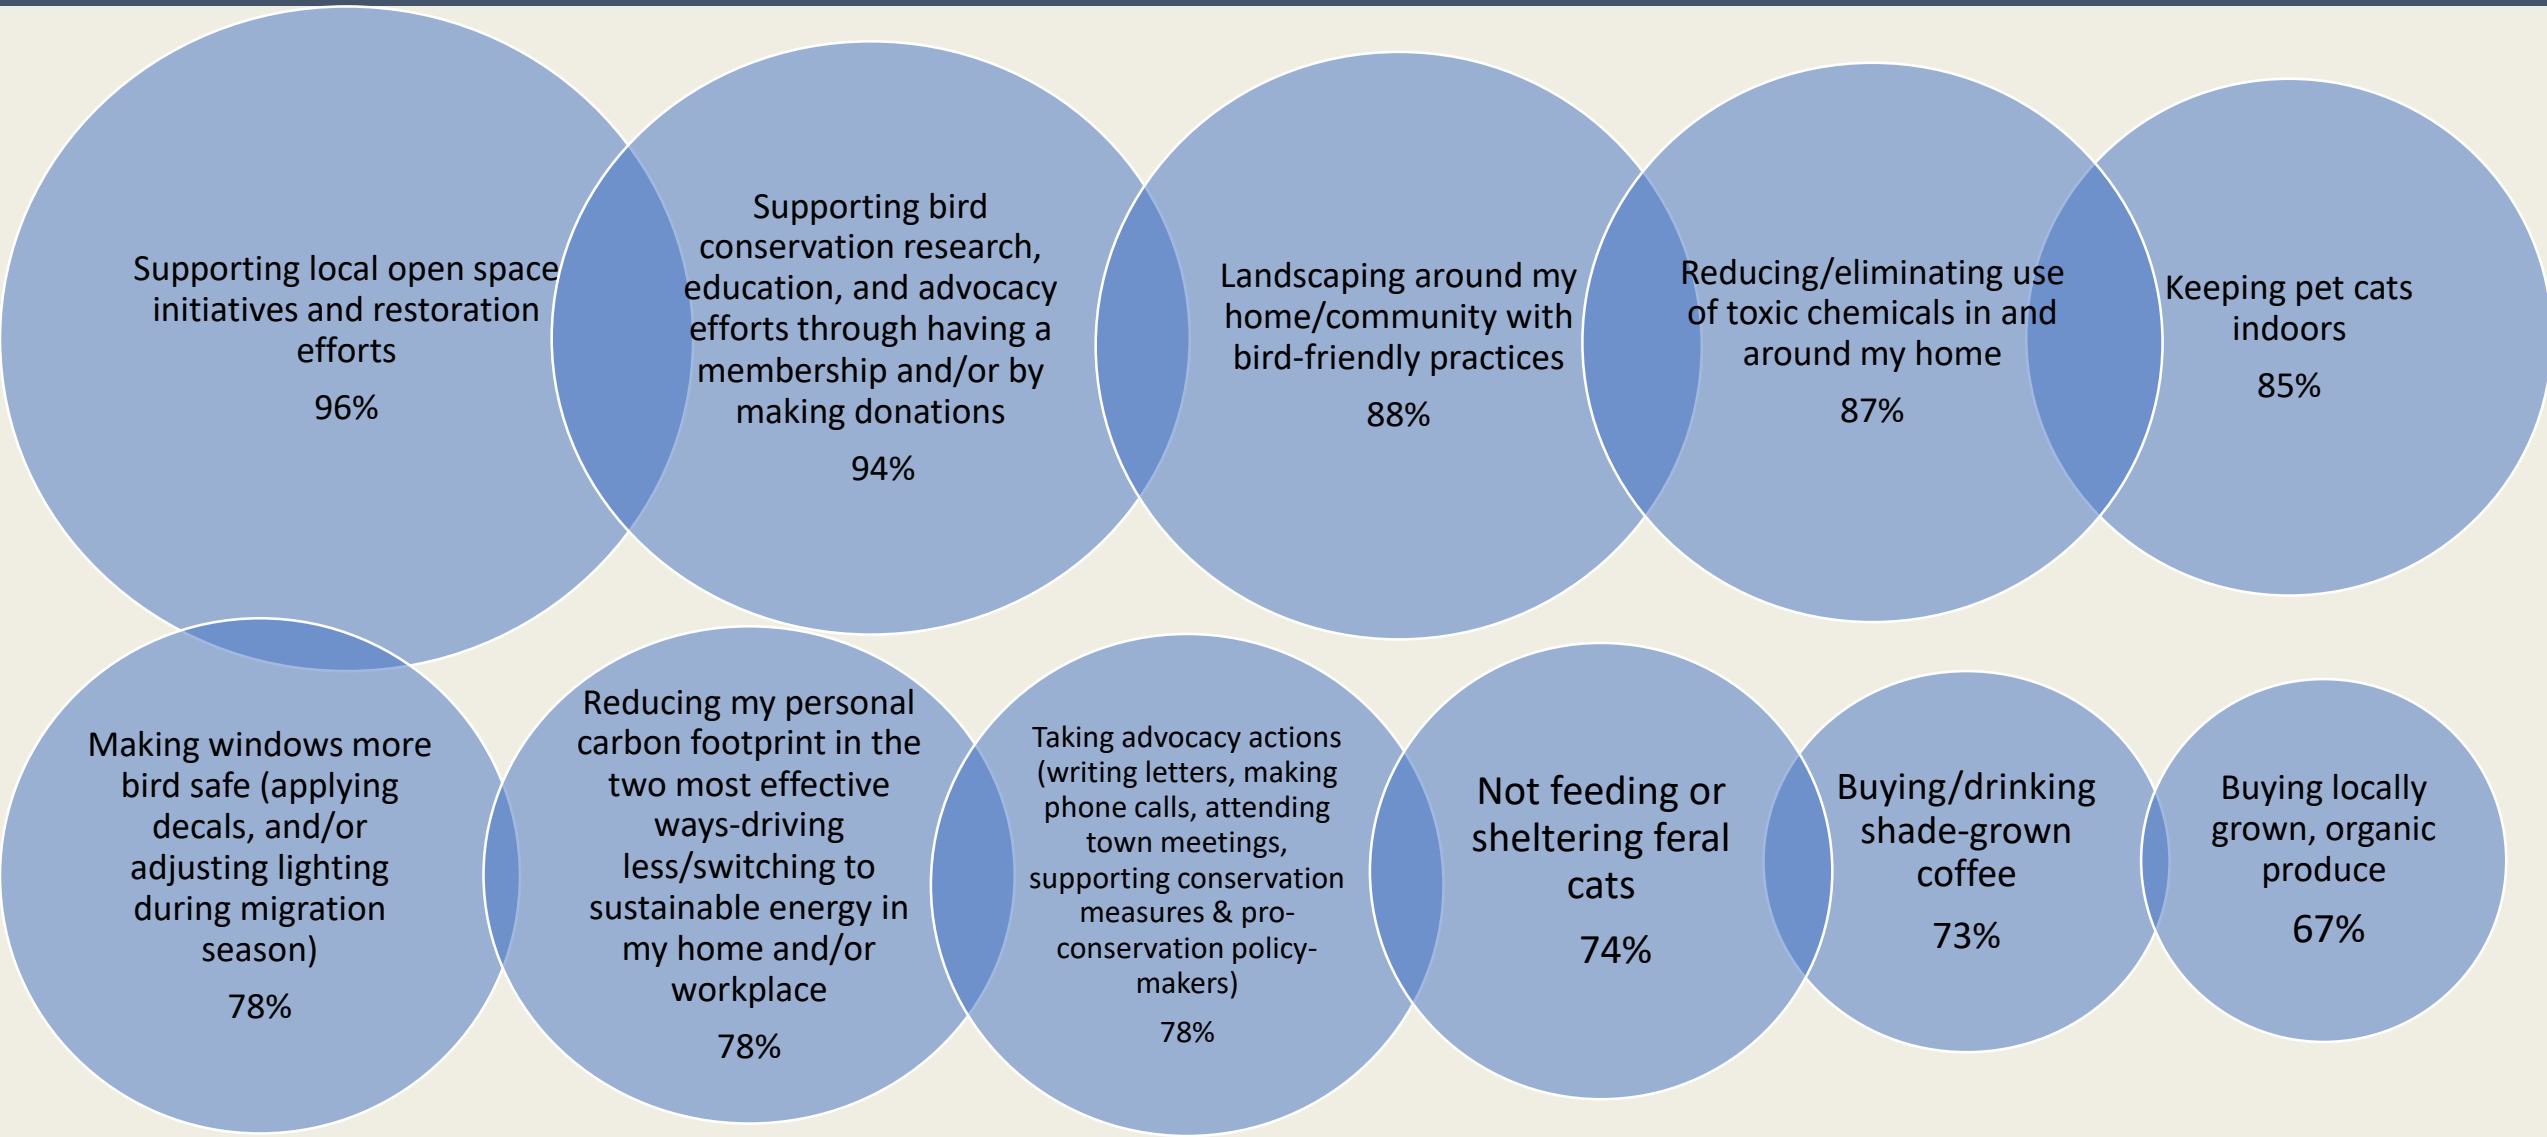 Supporting local open space
initiatives and restoration
efforts
96%
Supporting bird
conservation research,
education, and advocacy
efforts through having a
membership and/or by
making donations
94%
Landscaping around my
home/community with
bird-friendly practices
88%
Reducing/eliminating use
of toxic chemicals in and
around my home
87%
Keeping pet cats
indoors
85%
Making windows more
bird safe (applying
decals, and/or
adjusting lighting
during migration
season)
78%
Reducing my personal
carbon footprint in the
two most effective
ways-driving
less/switching to
sustainable energy in
my home and/or
workplace
78%
Taking advocacy actions
(writing letters, making
phone calls, attending
town meetings,
supporting conservation
measures & pro-
conservation policy-
makers)
78%
Not feeding or
sheltering feral
cats
74%
Buying/drinking
shade-grown
coffee
73%
Buying locally
grown, organic
produce
67%